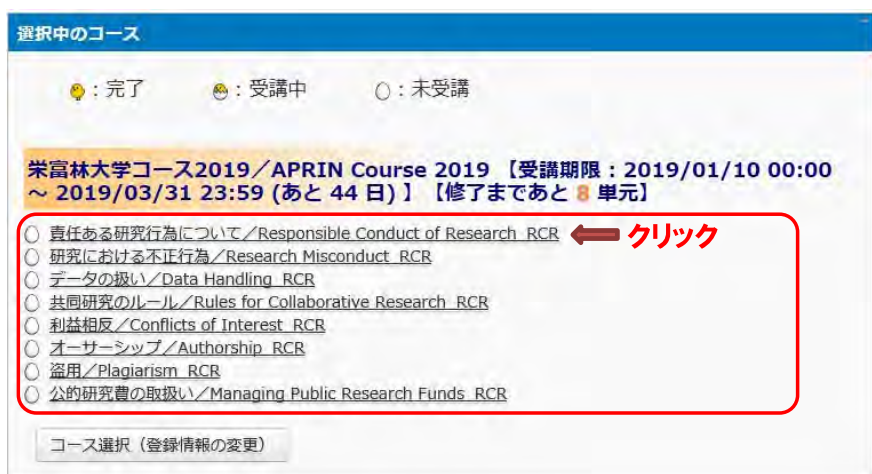 選択中のコース
：完了 ：受講中 ：未受講
栄富林大学コース2019／APRIN Course 2019 【受講期限：2019/01/10 00:00
～ 2019/03/31 23:59 (あと 44 日) 】【修了まであと 8 単元】
責任ある研究行為について／Responsible Conduct of Research_RCR クリック
研究における不正行為／Research Misconduct_RCR
データの扱い／Data Handling_RCR
共同研究のルール／Rules for Collaborative Research_RCR
利益相反／Conflicts of Interest_RCR
オーサーシップ／Authorship_RCR
盗用／Plagiarism_RCR
公的研究費の取扱い／Managing Public Research Funds_RCR
コース選択（登録情報の変更）